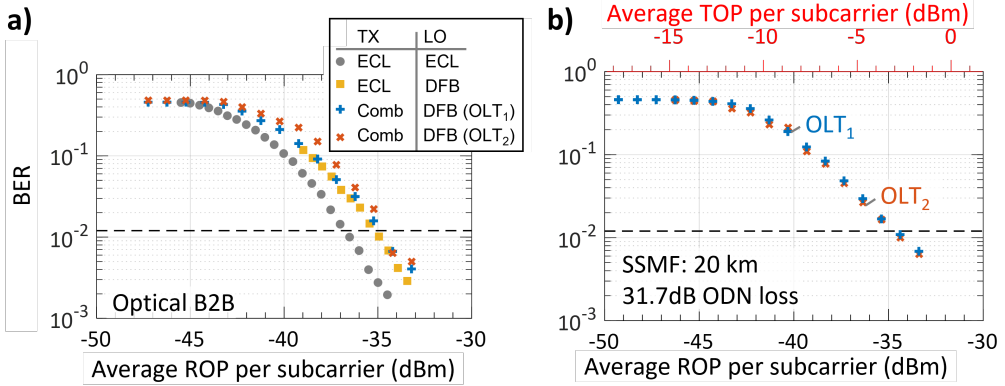 a)
TX LO
ECL ECL
ECL DFB
Comb DFB (OLT1)
Comb DFB (OLT2)
BER
10^0
10^-1
10^-2
10^-3
Optical B2B
-50 -45 -40 -35 -30
Average ROP per subcarrier (dBm)
b)
Average TOP per subcarrier (dBm)
-15 -10 -5 0
10^0
10^-1
10^-2
10^-3
OLT1
OLT2
SSMF: 20 km
31.7dB ODN loss
-50 -45 -40 -35 -30
Average ROP per subcarrier (dBm)